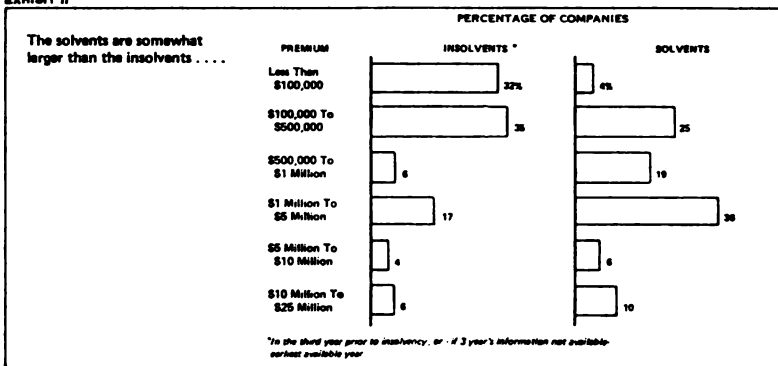 The solvents are somewhat
larger than the insolvents . . . .
PERCENTAGE OF COMPANIES
PREMIUM INSOLVENTS * SOLVENTS
Less Than
$100,000 32% 4%
$100,000 To
$500,000 35 25
$500,000 To
$1 Million 6 19
$1 Million To
$5 Million 17 36
$5 Million To
$10 Million 4 6
$10 Million To
$25 Million 6 10
*In the third year prior to insolvency, or - if 3 year's information not available-
earliest available year